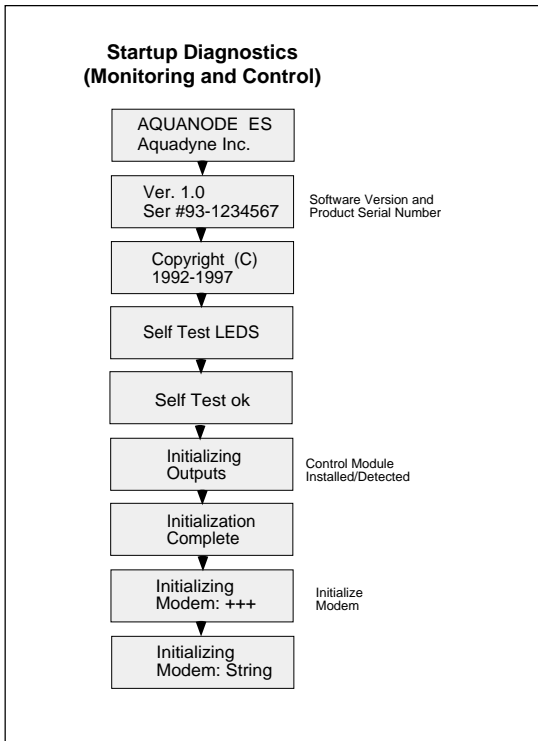 Startup Diagnostics
(Monitoring and Control)
AQUANODE ES
Aquadyne Inc.
Ver. 1.0
Ser #93-1234567
Software Version and
Product Serial Number
Copyright (C)
1992-1997
Self Test LEDS
Self Test ok
Initializing
Outputs
Control Module
Installed/Detected
Initialization
Complete
Initializing
Modem: +++
Initialize
Modem
Initializing
Modem: String